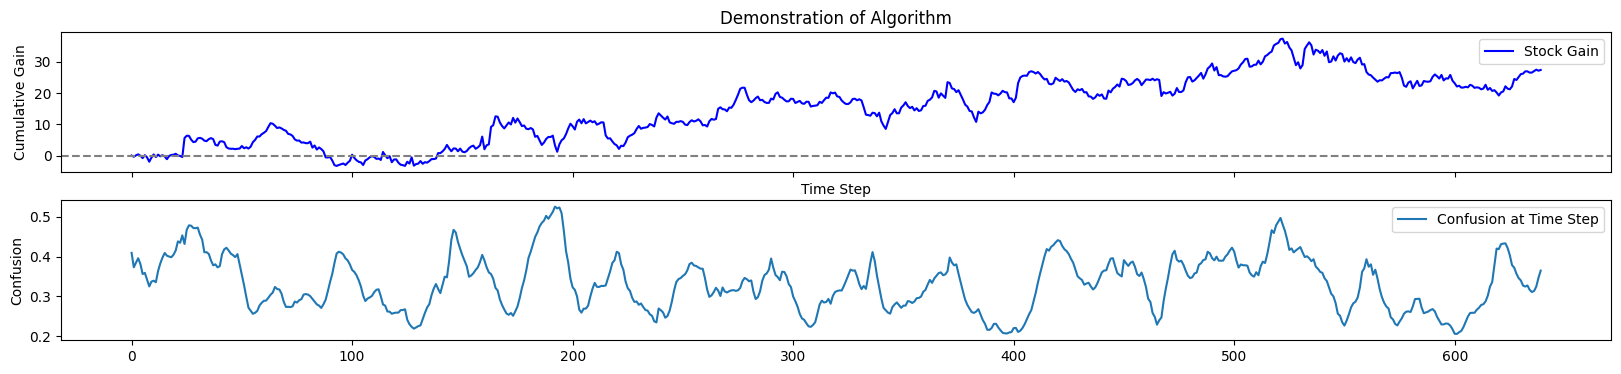 Demonstration of Algorithm
Cumulative Gain
30
20
10
0
Stock Gain
Time Step
Confusion
0.5
0.4
0.3
0.2
Confusion at Time Step
0 100 200 300 400 500 600